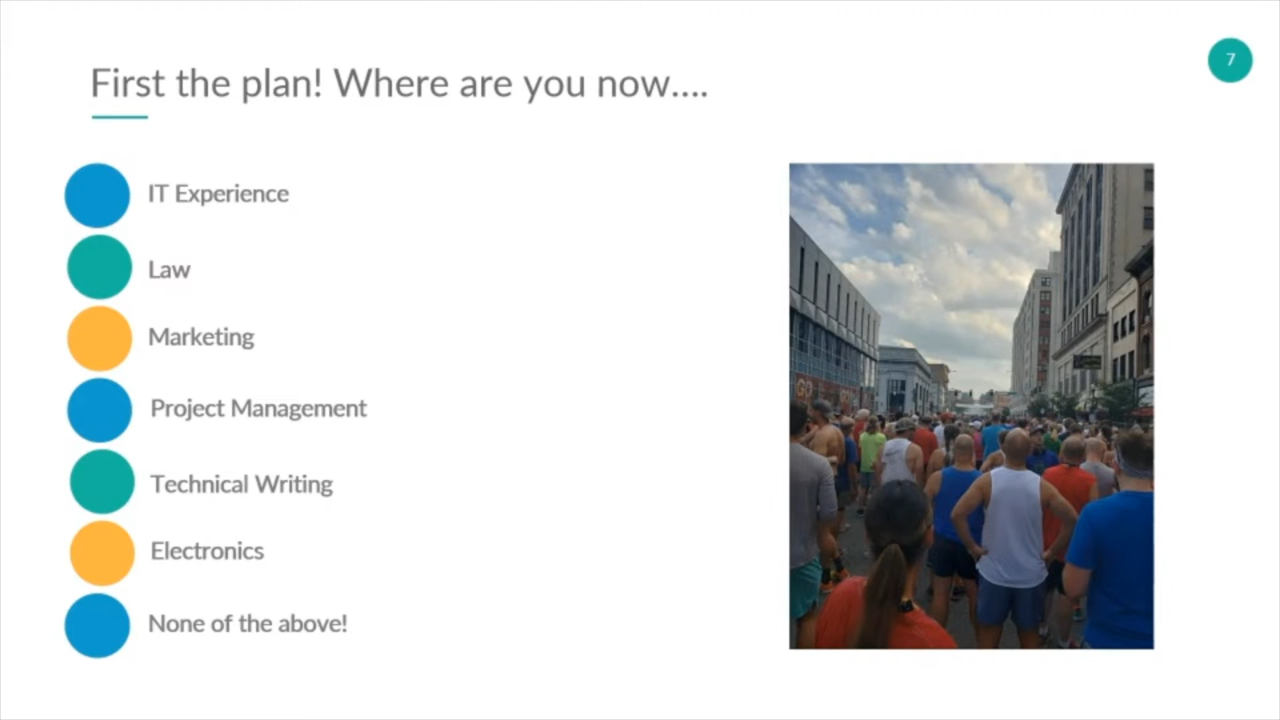 First the plan! Where are you now....
7
IT Experience
Law
Marketing
Project Management
Technical Writing
Electronics
None of the above!
GO